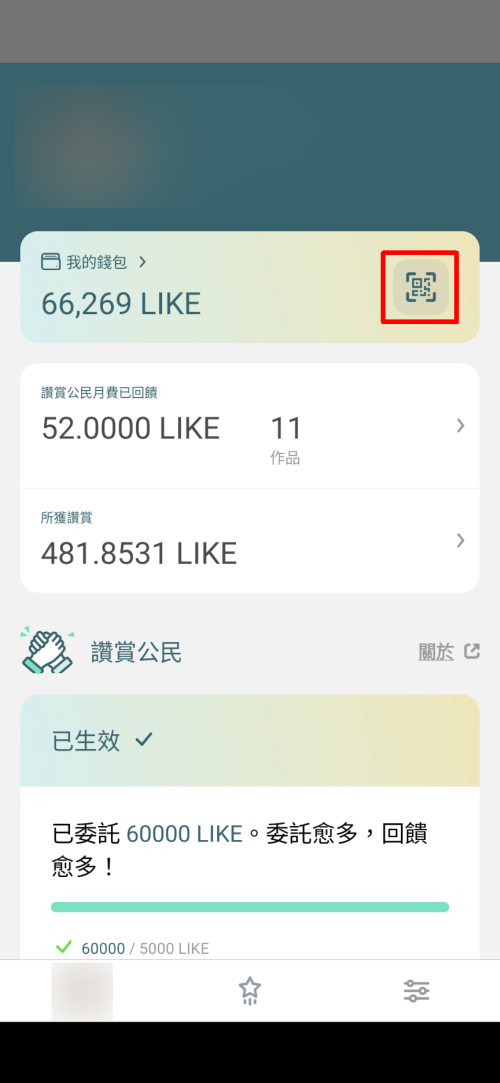 我的錢包
66,269 LIKE
讚賞公民月費已回饋
52.0000 LIKE 11
作品
所獲讚賞
481.8531 LIKE
讚賞公民 關於
已生效
已委託 60000 LIKE。委託愈多，回饋
愈多！
60000 / 5000 LIKE